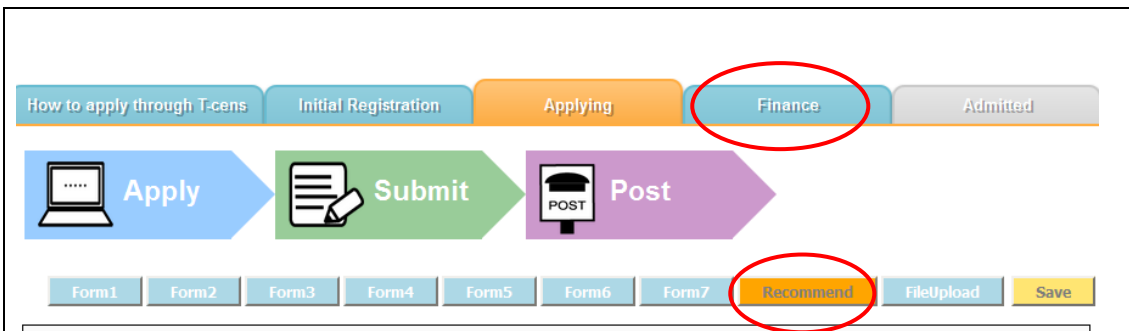 How to apply through T-cens Initial Registration Applying Finance Admitted
..... Apply Submit POST Post
Form1 Form2 Form3 Form4 Form5 Form6 Form7 Recommend FileUpload Save